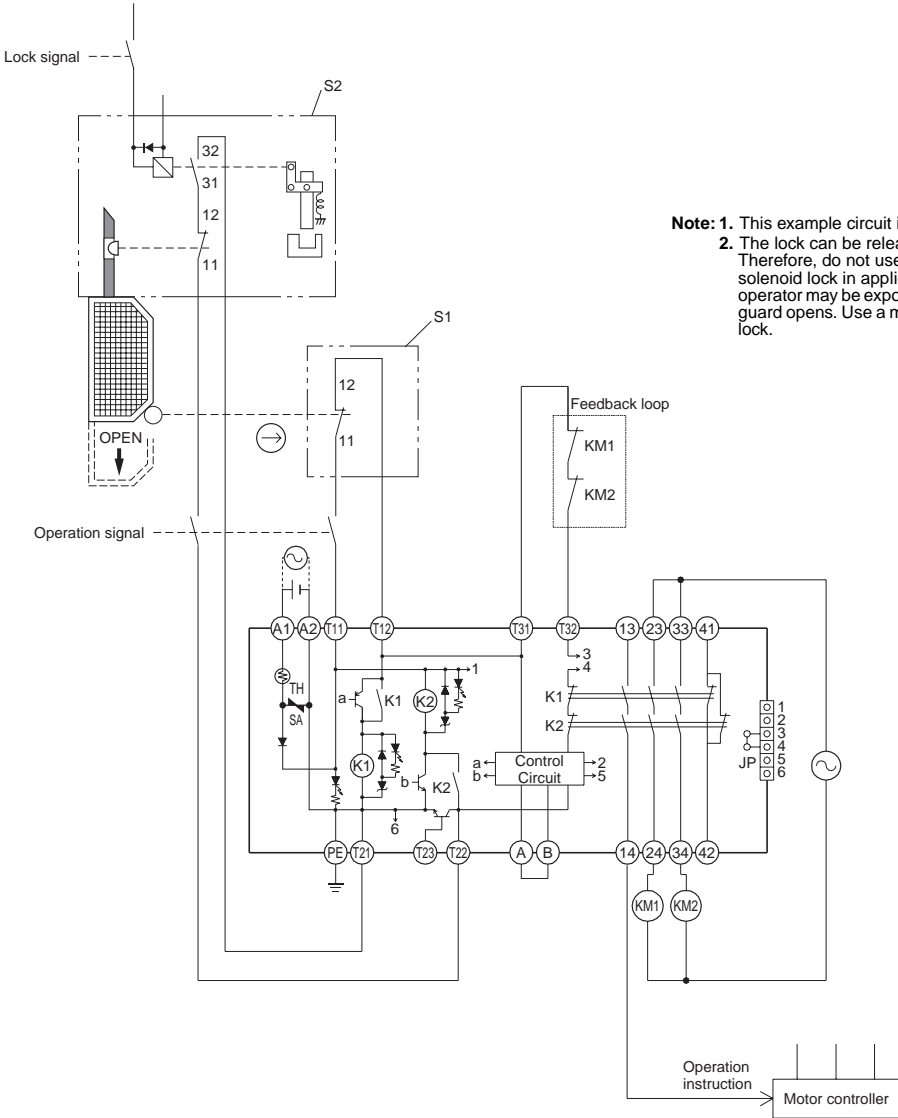 Lock signal
S2
32
31
12
11
Note: 1. This example circuit i
2. The lock can be relea
Therefore, do not use
solenoid lock in appli
operator may be expo
guard opens. Use a m
lock.
S1
12
11
OPEN
Feedback loop
KM1
KM2
Operation signal
A1 A2 T11 T12 T31 T32 13 23 33 41
3
4
1
TH
SA
a
K1
K2
K1
K2
K1
b
K2
a
b
Control
Circuit
2
5
6
JP
1
2
3
4
5
6
PE T21 T23 T22 A B 14 24 34 42
KM1 KM2
Operation
instruction
Motor controller